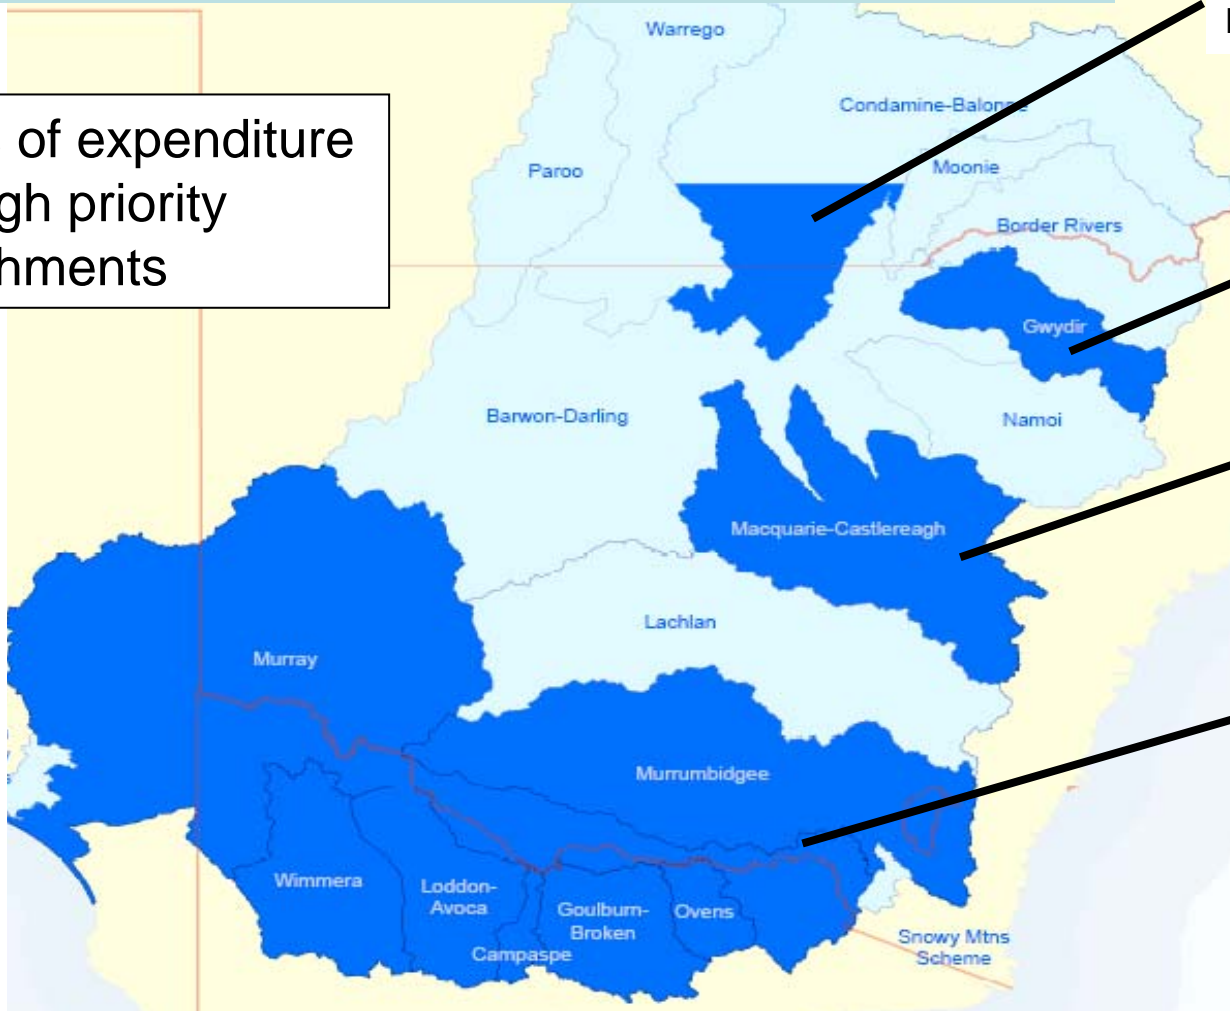 of expenditure
gh priority
hments
Warrego
Condamine-Balonne
Paroo
Moonie
Border Rivers
Gwydir
Barwon-Darling
Namoi
Macquarie-Castlereagh
Lachlan
Murray
Murrumbidgee
Wimmera
Loddon-
Avoca
Goulburn-
Broken
Ovens
Campaspe
Snowy Mtns
Scheme